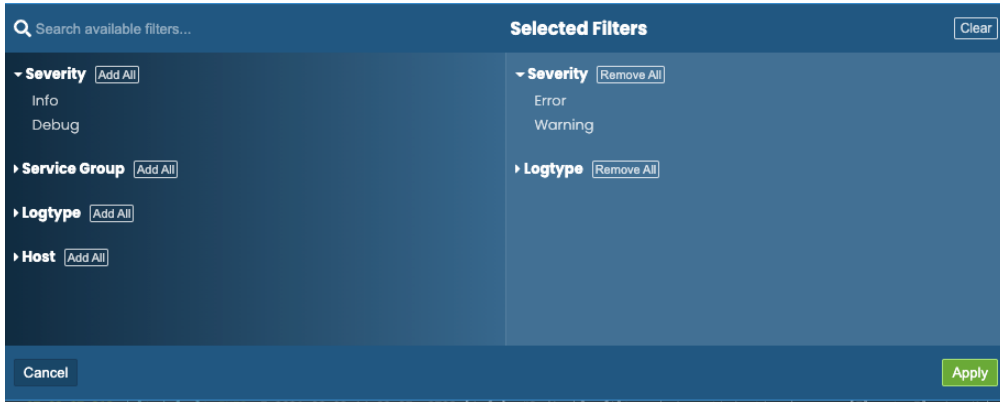 Search available filters...
Selected Filters
Clear
Severity Add All
Info
Debug
Service Group Add All
Logtype Add All
Host Add All
Severity Remove All
Error
Warning
Logtype Remove All
Cancel
Apply